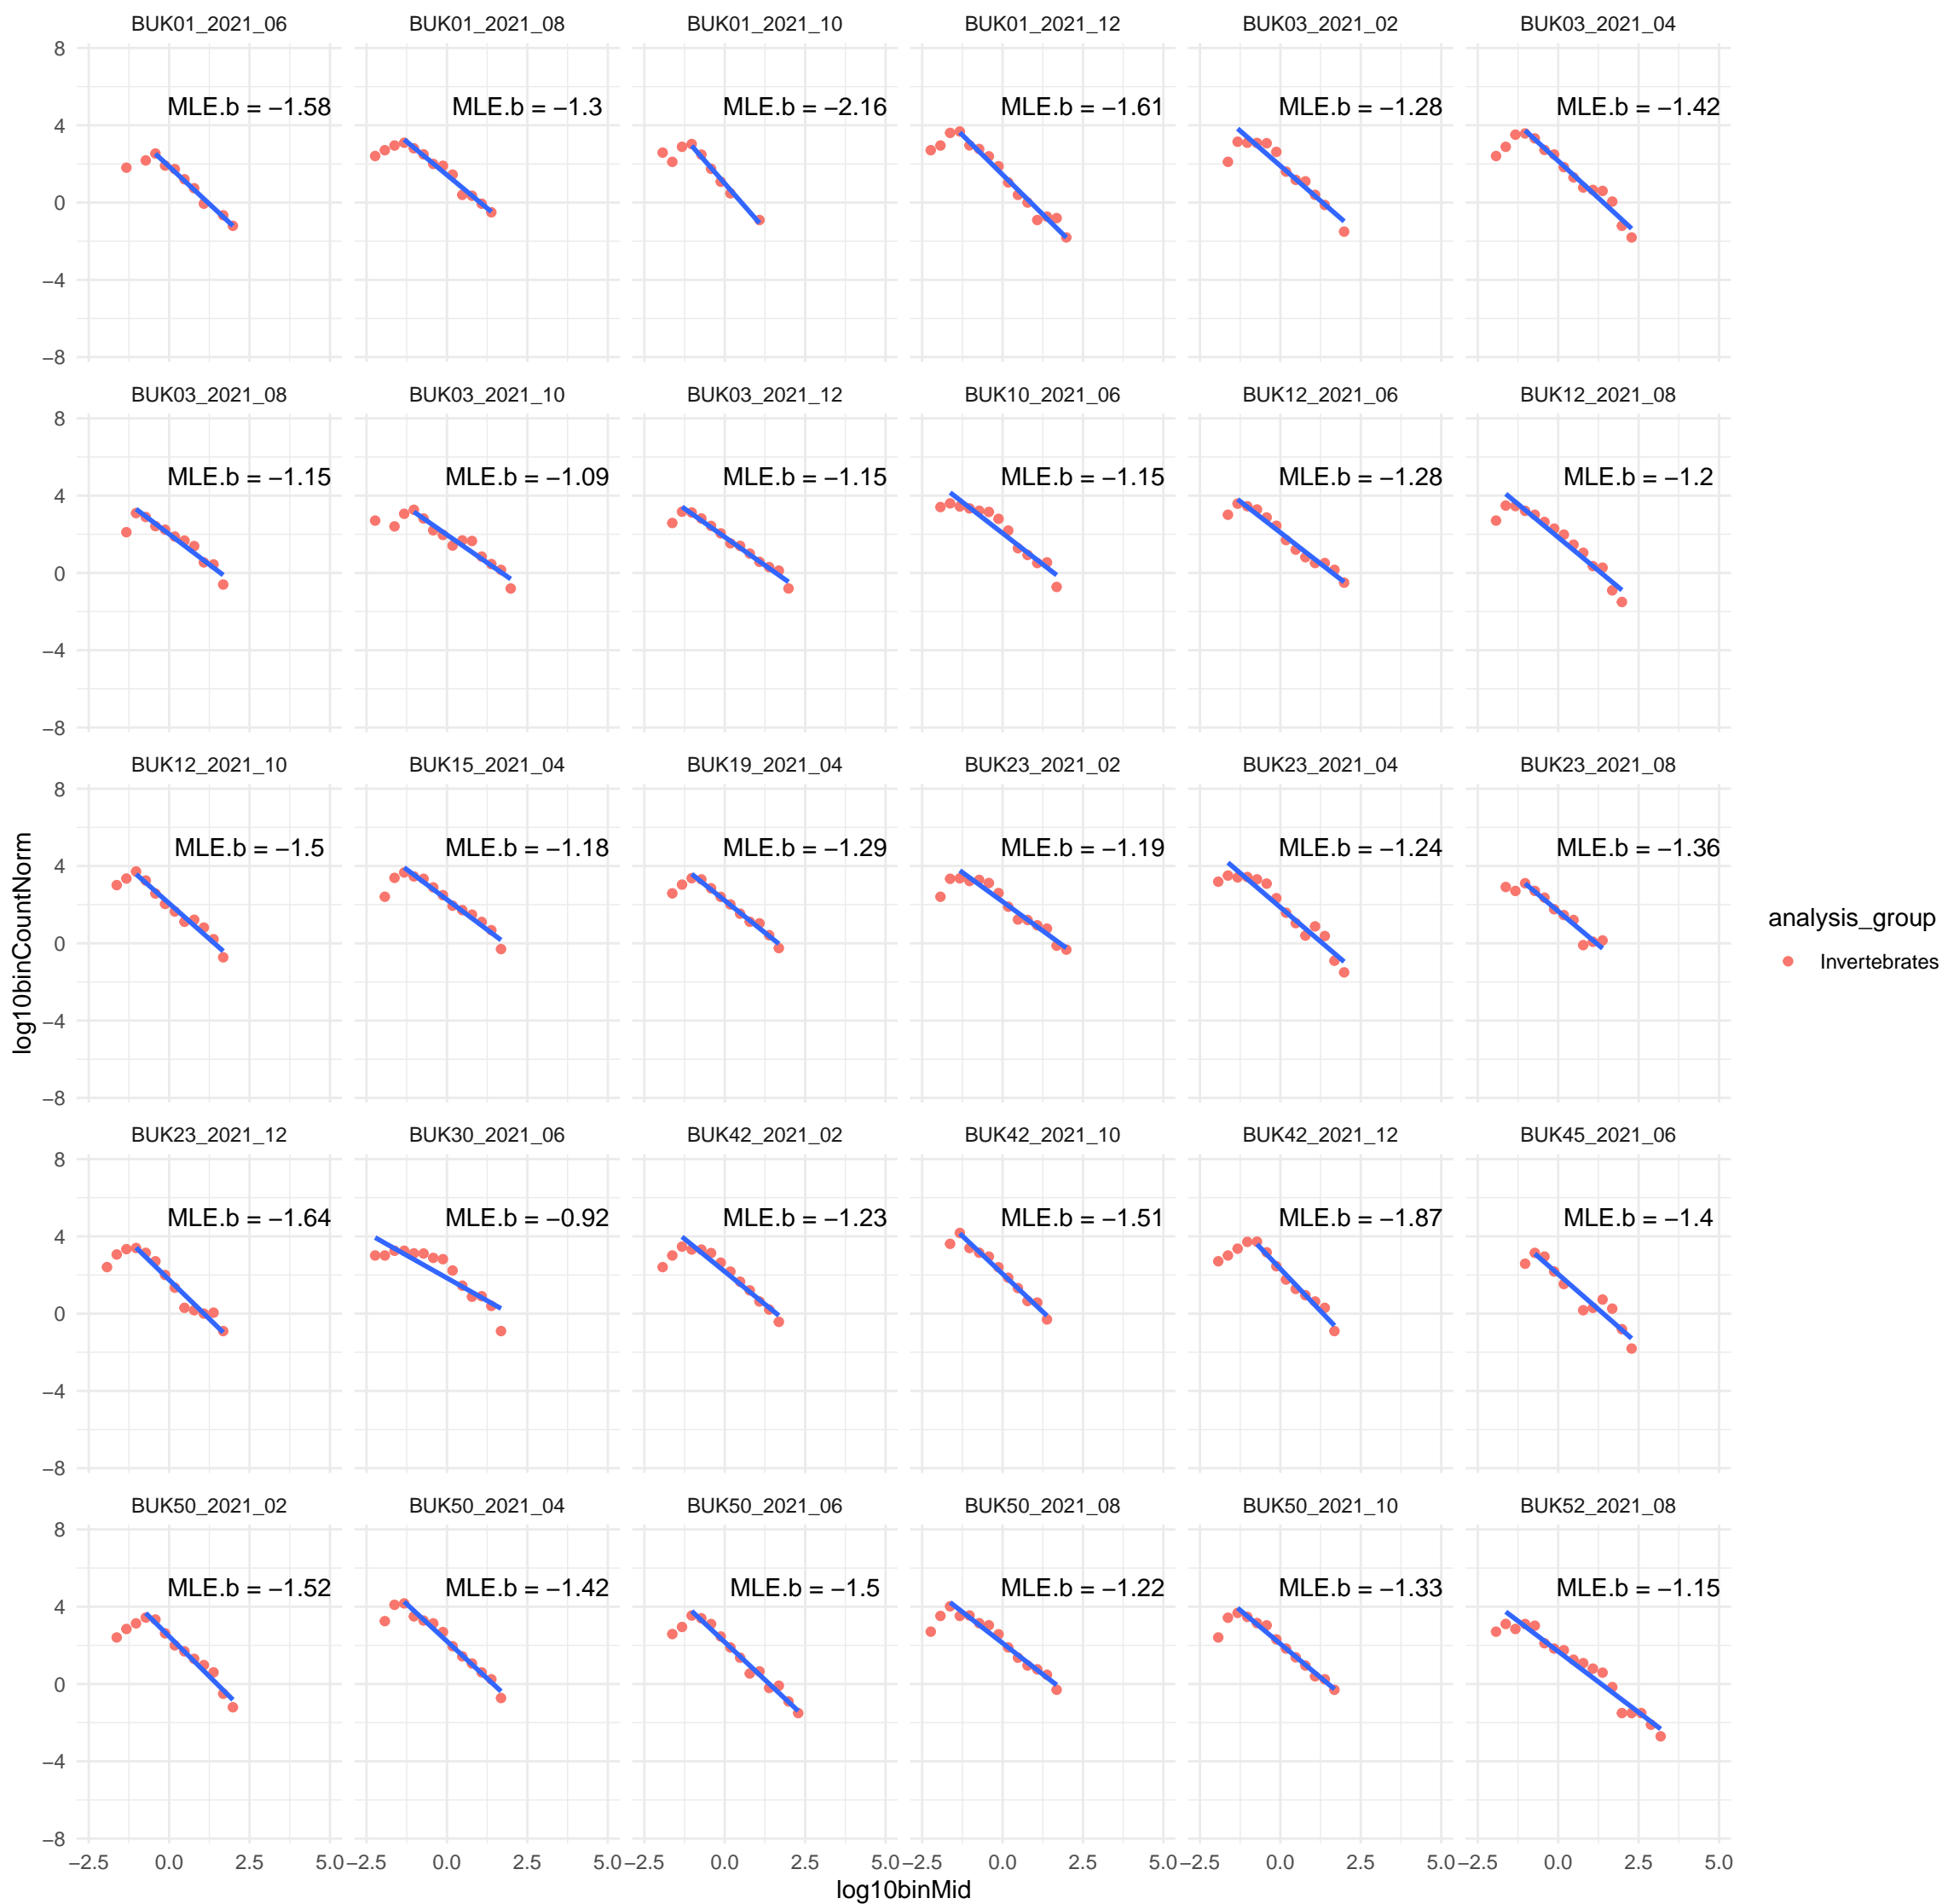 BUK01_2021_06 BUK01_2021_08 BUK01_2021_10 BUK01_2021_12 BUK03_2021_02 BUK03_2021_04
8
MLE.b = −1.58 MLE.b = −1.3 MLE.b = −2.16 MLE.b = −1.61 MLE.b = −1.28 MLE.b = −1.42
4
0
−4
−8
BUK03_2021_08 BUK03_2021_10 BUK03_2021_12 BUK10_2021_06 BUK12_2021_06 BUK12_2021_08
8
MLE.b = −1.15 MLE.b = −1.09 MLE.b = −1.15 MLE.b = −1.15 MLE.b = −1.28 MLE.b = −1.2
4
0
−4
−8
BUK12_2021_10 BUK15_2021_04 BUK19_2021_04 BUK23_2021_02 BUK23_2021_04 BUK23_2021_08
8
MLE.b = −1.5 MLE.b = −1.18 MLE.b = −1.29 MLE.b = −1.19 MLE.b = −1.24 MLE.b = −1.36
4
0
−4
−8
log10binCountNorm
analysis_group
Invertebrates
BUK23_2021_12 BUK30_2021_06 BUK42_2021_02 BUK42_2021_10 BUK42_2021_12 BUK45_2021_06
8
MLE.b = −1.64 MLE.b = −0.92 MLE.b = −1.23 MLE.b = −1.51 MLE.b = −1.87 MLE.b = −1.4
4
0
−4
−8
BUK50_2021_02 BUK50_2021_04 BUK50_2021_06 BUK50_2021_08 BUK50_2021_10 BUK52_2021_08
8
MLE.b = −1.52 MLE.b = −1.42 MLE.b = −1.5 MLE.b = −1.22 MLE.b = −1.33 MLE.b = −1.15
4
0
−4
−8
−2.5 0.0 2.5 5.0 −2.5 0.0 2.5 5.0 −2.5 0.0 2.5 5.0 −2.5 0.0 2.5 5.0 −2.5 0.0 2.5 5.0 −2.5 0.0 2.5 5.0
log10binMid